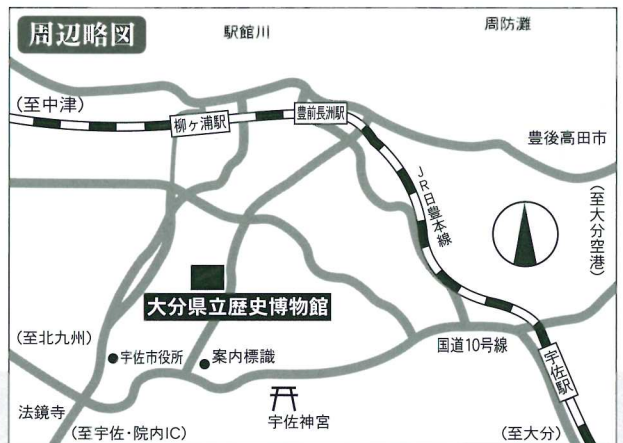 周辺略図
駅館川
周防灘
(至中津)
柳ヶ浦駅
豊前長洲駅
豊後高田市
JR日豊本線
(至大分空港)
大分県立歴史博物館
(至北九州)
宇佐市役所
案内標識
国道10号線
宇佐駅
法鏡寺
宇佐神宮
(至宇佐・院内IC)
(至大分)